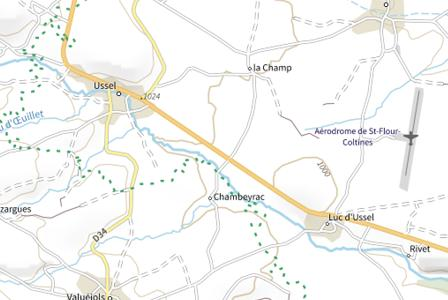 la Champ
Ussel
1024
d'Œuillet
Aérodrome de St-Flour-
Coltines
1000
Chambeyrac
zargues
Luc d'Ussel
D34
Rivet
Valuéjols